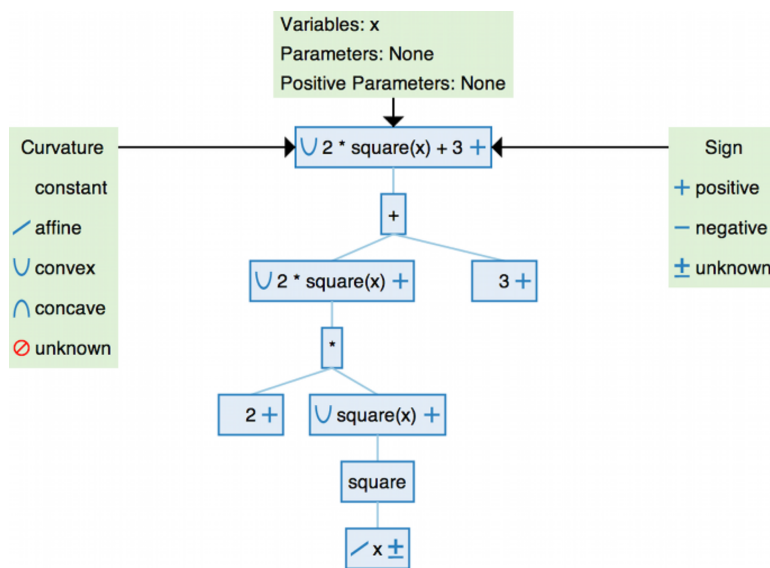 Variables: x
Parameters: None
Positive Parameters: None
Curvature
constant
affine
convex
concave
unknown
2 * square(x) + 3 +
Sign
+ positive
− negative
± unknown
+
2 * square(x) +
3 +
*
2 +
square(x) +
square
x ±